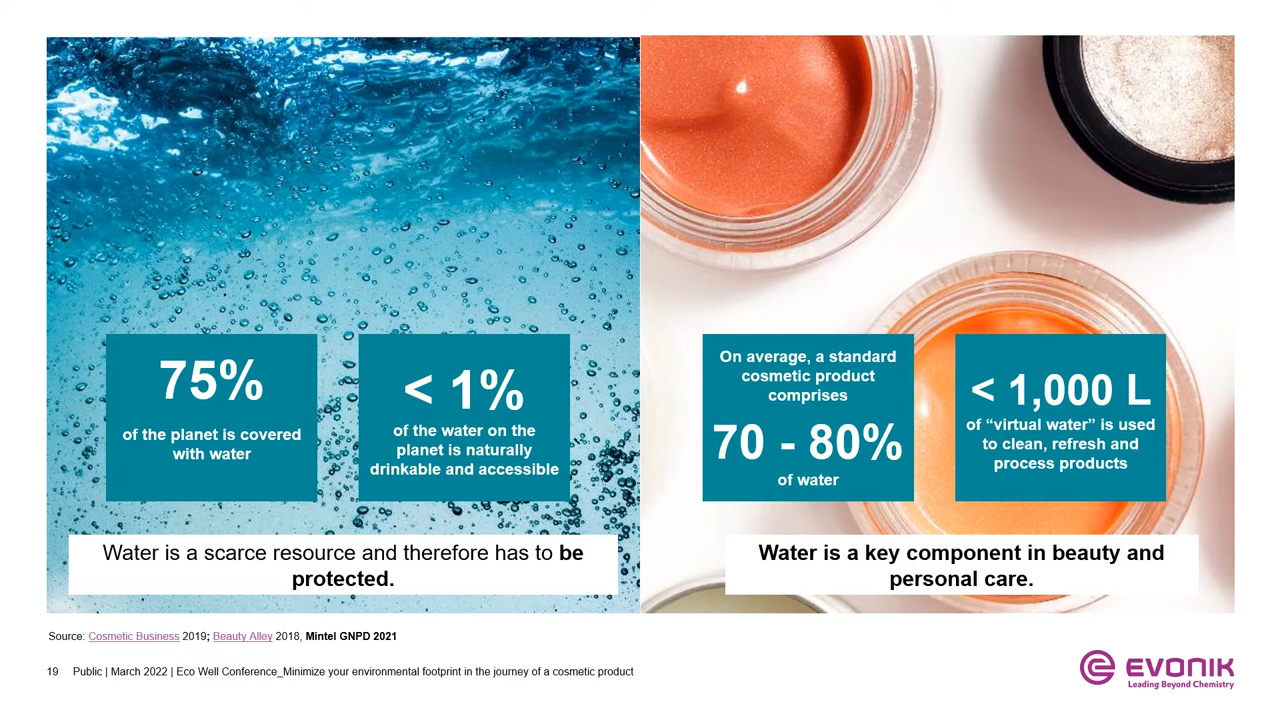 75%
of the planet is covered
with water
< 1%
of the water on the
planet is naturally
drinkable and accessible
Water is a scarce resource and therefore has to be
protected.
On average, a standard
cosmetic product
comprises
70 - 80%
of water
< 1,000 L
of “virtual water” is used
to clean, refresh and
process products
Water is a key component in beauty and
personal care.
Source: Cosmetic Business 2019; Beauty Alley 2018, Mintel GNPD 2021
19 Public | March 2022 | Eco Well Conference_Minimize your environmental footprint in the journey of a cosmetic product
EVONIK
Leading Beyond Chemistry